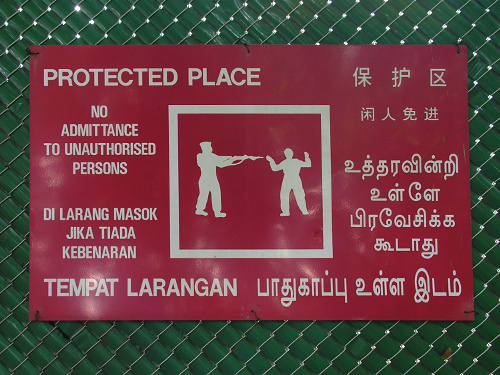 PROTECTED PLACE
保护区
NO
ADMITTANCE
TO UNAUTHORISED
PERSONS
闲人免进
உத்தரவின்றி
உள்ளே
பிரவேசிக்க
கூடாது
DI LARANG MASOK
JIKA TIADA
KEBENARAN
TEMPAT LARANGAN
பாதுகாப்பு உள்ள இடம்